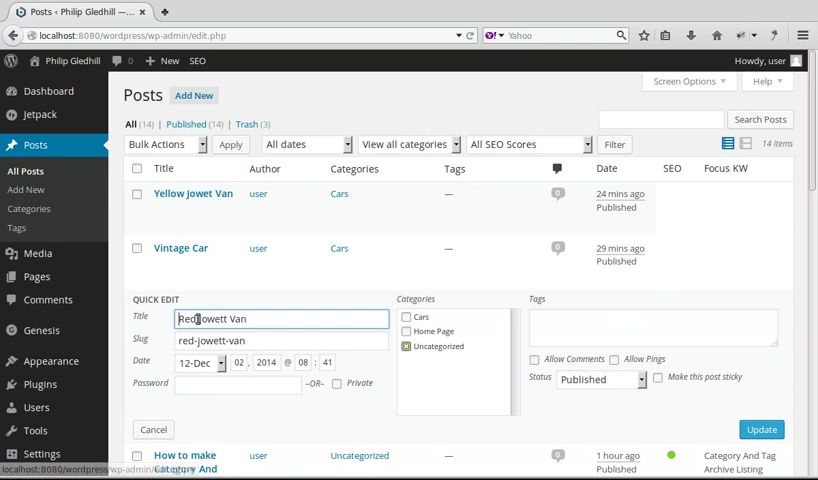 Posts ‹ Philip Gledhill —...
localhost:8080/wordpress/wp-admin/edit.php
Yahoo
Philip Gledhill 0 New SEO Howdy, user
Dashboard
Jetpack
Posts
All Posts
Add New
Categories
Tags
Media
Pages
Comments
Genesis
Appearance
Plugins
Users
Tools
Settings
Screen Options Help
Posts Add New
All (14) | Published (14) | Trash (3) Search Posts
Bulk Actions Apply All dates View all categories All SEO Scores Filter 14 items
Title Author Categories Tags Date SEO Focus KW
Yellow Jowet Van user Cars — 0 24 mins ago
Published
Vintage Car user Cars — 0 29 mins ago
Published
QUICK EDIT
Title Red Jowett Van
Slug red-jowett-van
Date 12-Dec 02 , 2014 @ 08 : 41
Password –OR– Private
Categories
Cars
Home Page
Uncategorized
Tags
Allow Comments Allow Pings
Status Published Make this post sticky
Cancel Update
How to make user Uncategorized — 0 1 hour ago Category And Tag
Category And Published Archive Listing